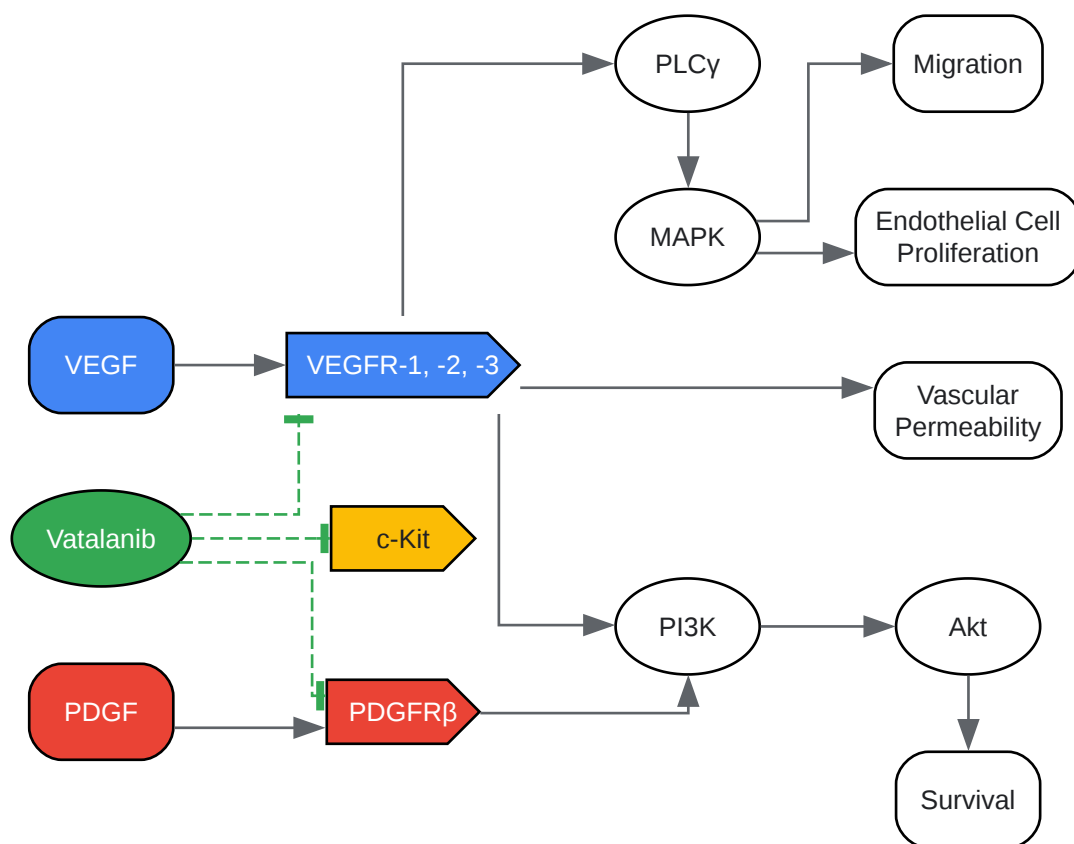 PLCγ
Migration
MAPK
Endothelial Cell
Proliferation
VEGF
VEGFR-1, -2, -3
Vascular
Permeability
Vatalanib
c-Kit
PI3K
Akt
PDGF
PDGFRβ
Survival